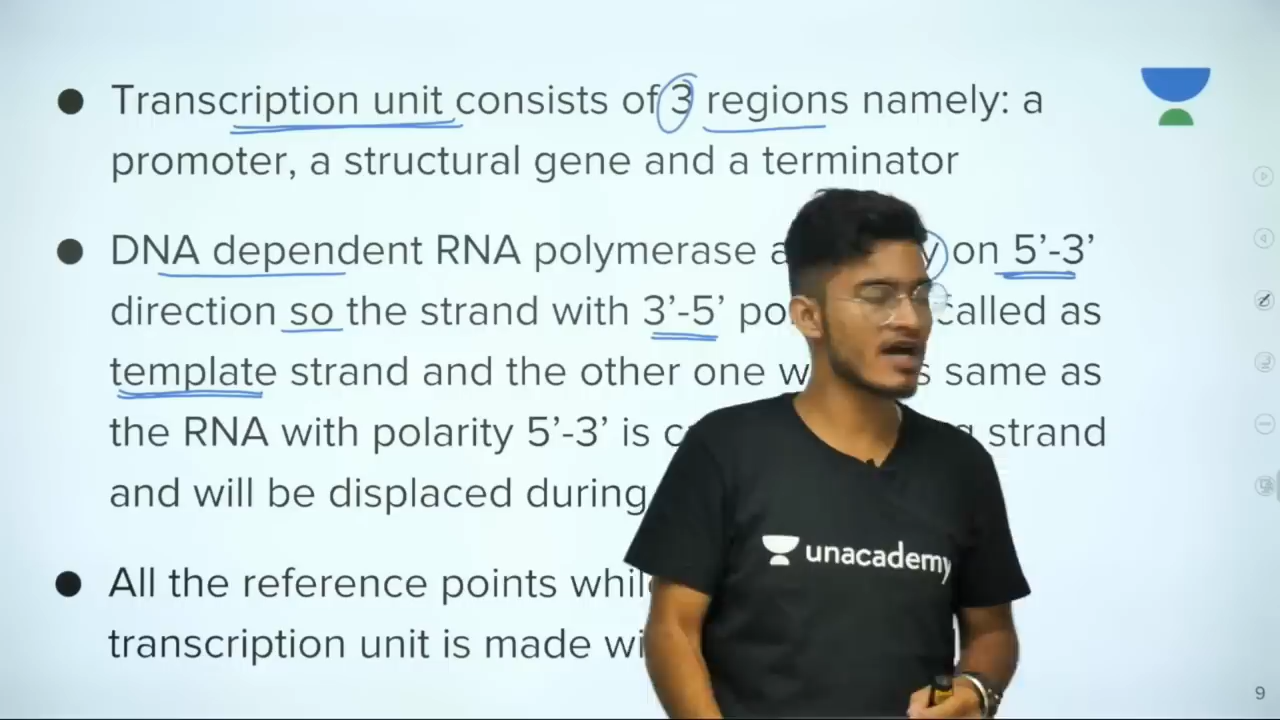 Transcription unit consists of 3 regions namely: a
promoter, a structural gene and a terminator
DNA dependent RNA polymerase on 5'-3'
direction so the strand with 3'-5' called as
template strand and the other one same as
the RNA with polarity 5'-3' is strand
and will be displaced during
All the reference points
transcription unit is made
unacademy
9